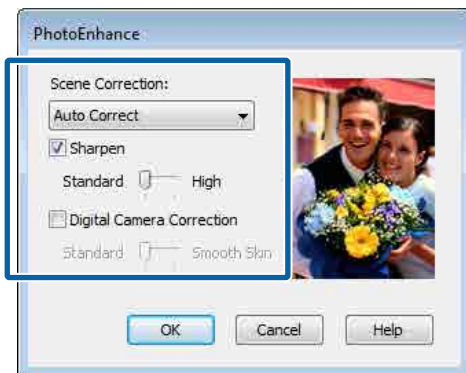 PhotoEnhance
Scene Correction:
Auto Correct
Sharpen
Standard High
Digital Camera Correction
Standard Smooth Skin
OK Cancel Help